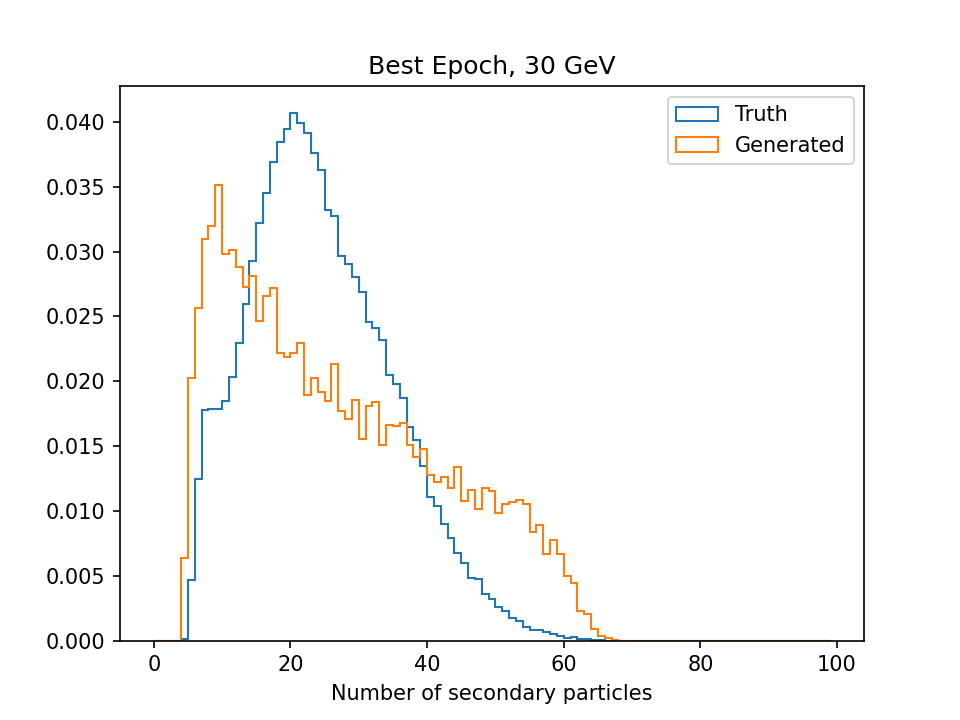 Best Epoch, 30 GeV
Truth
Generated
0.040
0.035
0.030
0.025
0.020
0.015
0.010
0.005
0.000
0 20 40 60 80 100
Number of secondary particles